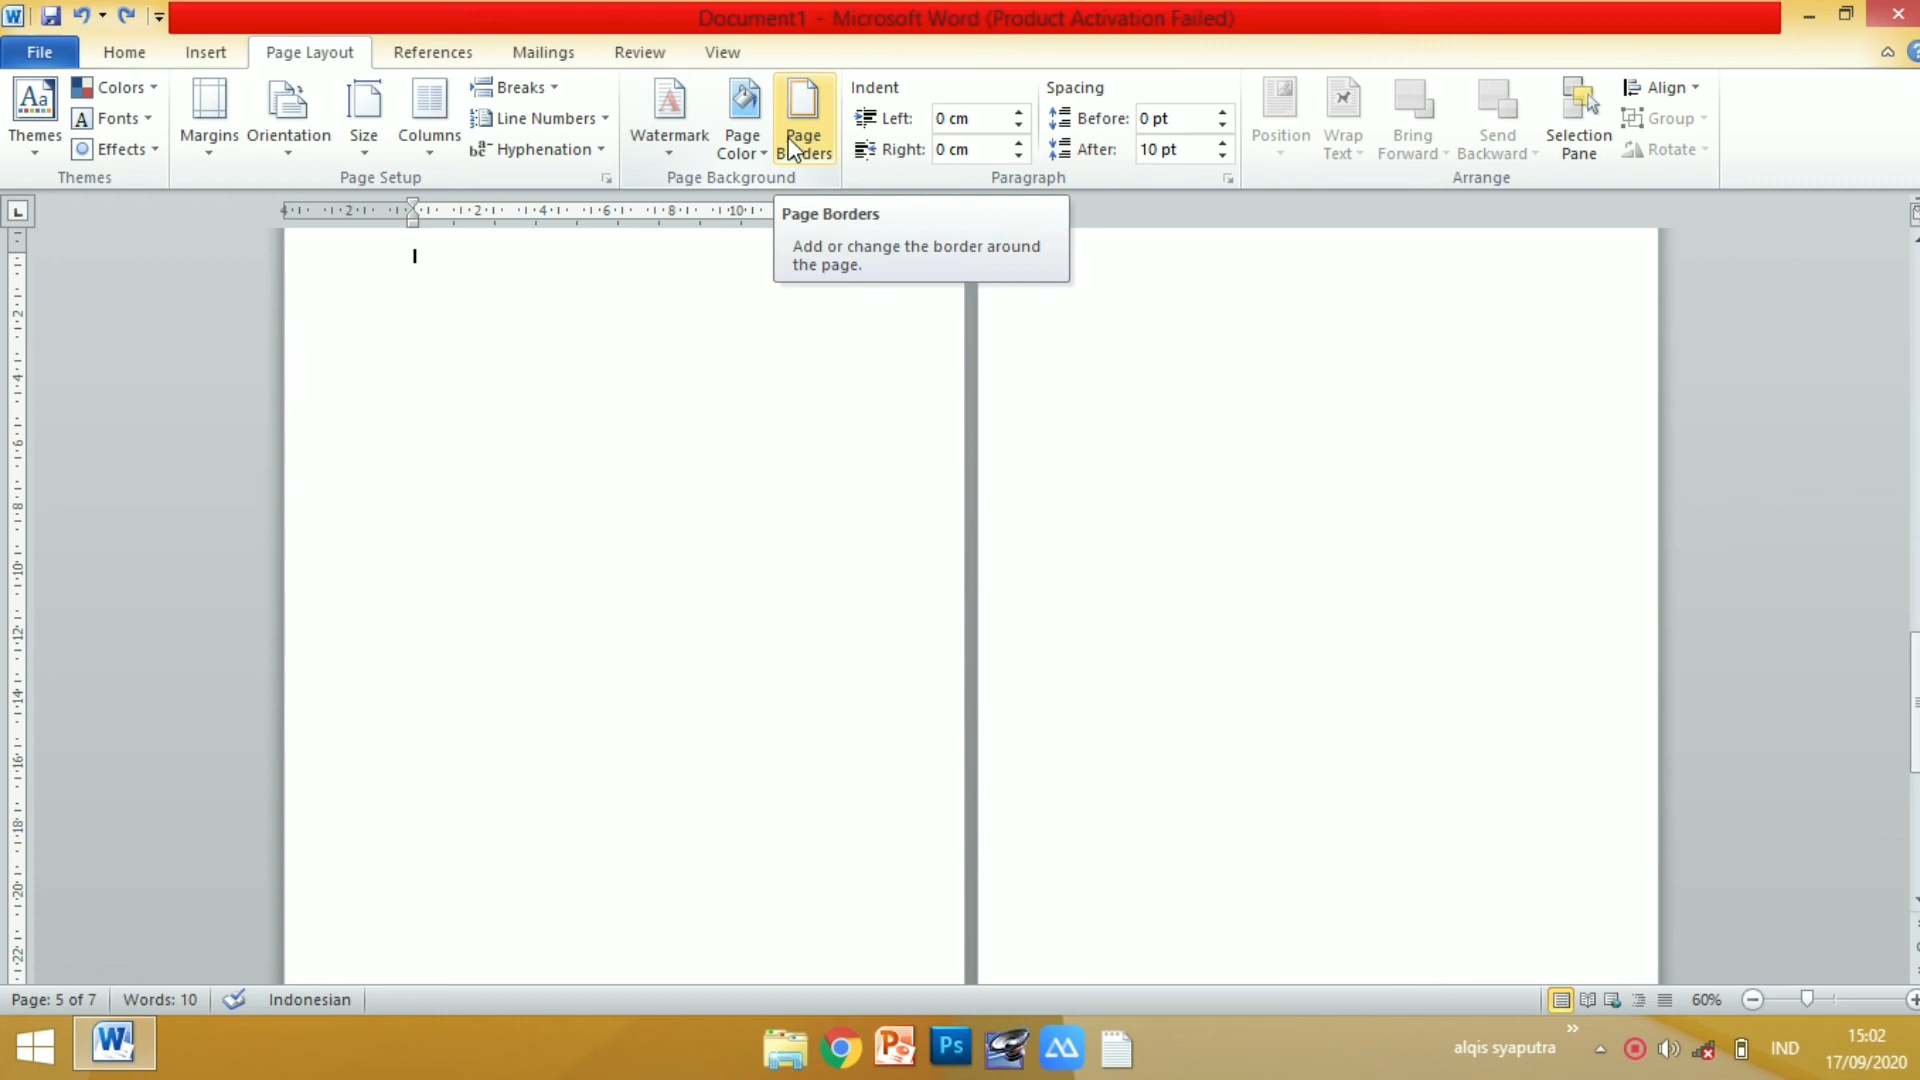 Document1 - Microsoft Word (Product Activation Failed)
File Home Insert Page Layout References Mailings Review View
Themes
Colors
Fonts
Effects
Themes
Margins
Orientation
Size
Columns
Breaks
Line Numbers
Hyphenation
Page Setup
Watermark
Page Color
Page Borders
Page Background
Indent
Left: 0 cm
Right: 0 cm
Spacing
Before: 0 pt
After: 10 pt
Paragraph
Position
Wrap Text
Bring Forward
Send Backward
Selection Pane
Align
Group
Rotate
Arrange
Page Borders
Add or change the border around
the page.
Page: 5 of 7 Words: 10 Indonesian 60%
alqis syaputra IND 15:02
17/09/2020